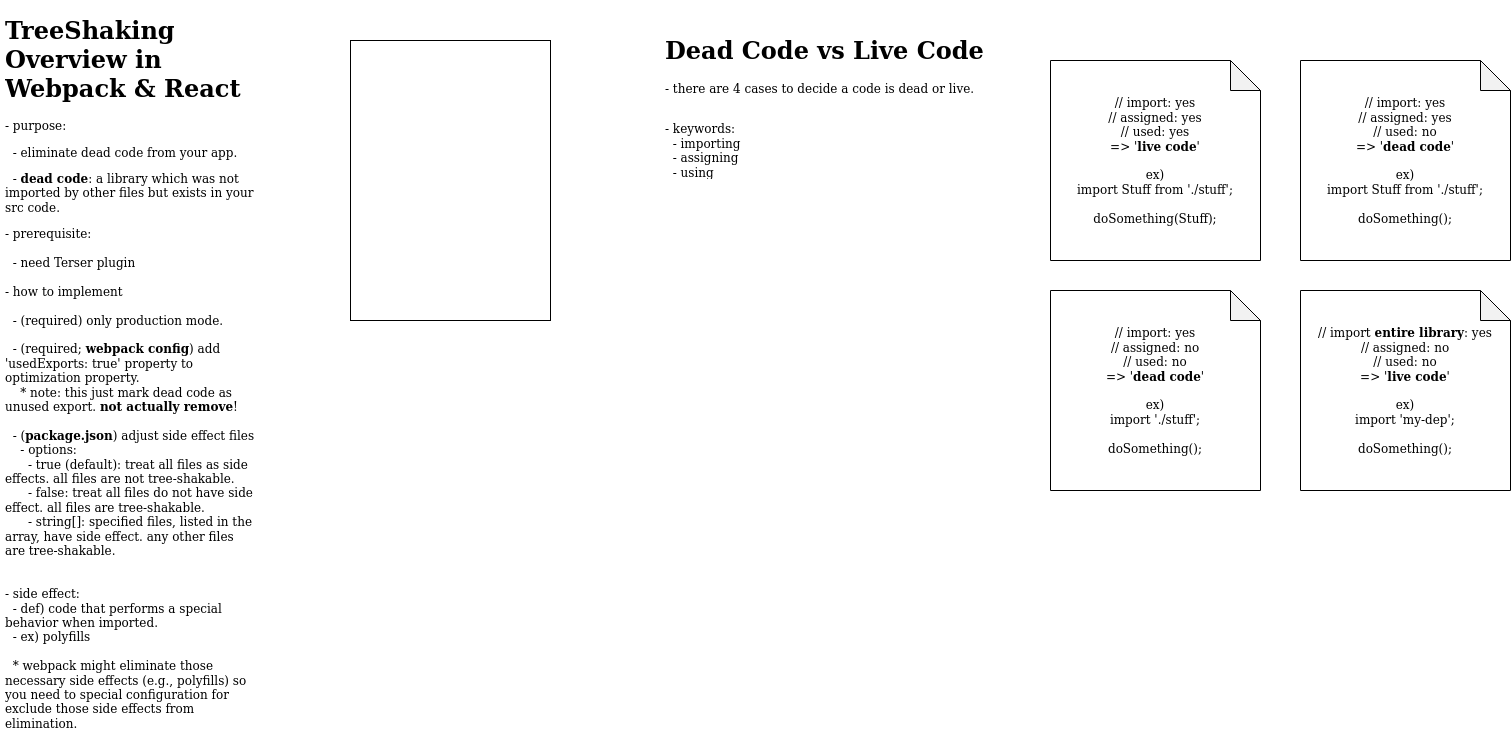 TreeShaking
Overview in
Webpack & React
- purpose:
- eliminate dead code from your app.
- dead code: a library which was not
imported by other files but exists in your
src code.
- prerequisite:
- need Terser plugin
- how to implement
- (required) only production mode.
- (required; webpack config) add
'usedExports: true' property to
optimization property.
* note: this just mark dead code as
unused export. not actually remove!
- (package.json) adjust side effect files
- options:
- true (default): treat all files as side
effects. all files are not tree-shakable.
- false: treat all files do not have side
effect. all files are tree-shakable.
- string[]: specified files, listed in the
array, have side effect. any other files
are tree-shakable.
- side effect:
- def) code that performs a special
behavior when imported.
- ex) polyfills
* webpack might eliminate those
necessary side effects (e.g., polyfills) so
you need to special configuration for
exclude those side effects from
elimination.
Dead Code vs Live Code
- there are 4 cases to decide a code is dead or live.
- keywords:
- importing
- assigning
- using
// import: yes
// assigned: yes
// used: yes
=> 'live code'
ex)
import Stuff from './stuff';
doSomething(Stuff);
// import: yes
// assigned: yes
// used: no
=> 'dead code'
ex)
import Stuff from './stuff';
doSomething();
// import: yes
// assigned: no
// used: no
=> 'dead code'
ex)
import './stuff';
doSomething();
// import entire library: yes
// assigned: no
// used: no
=> 'live code'
ex)
import 'my-dep';
doSomething();